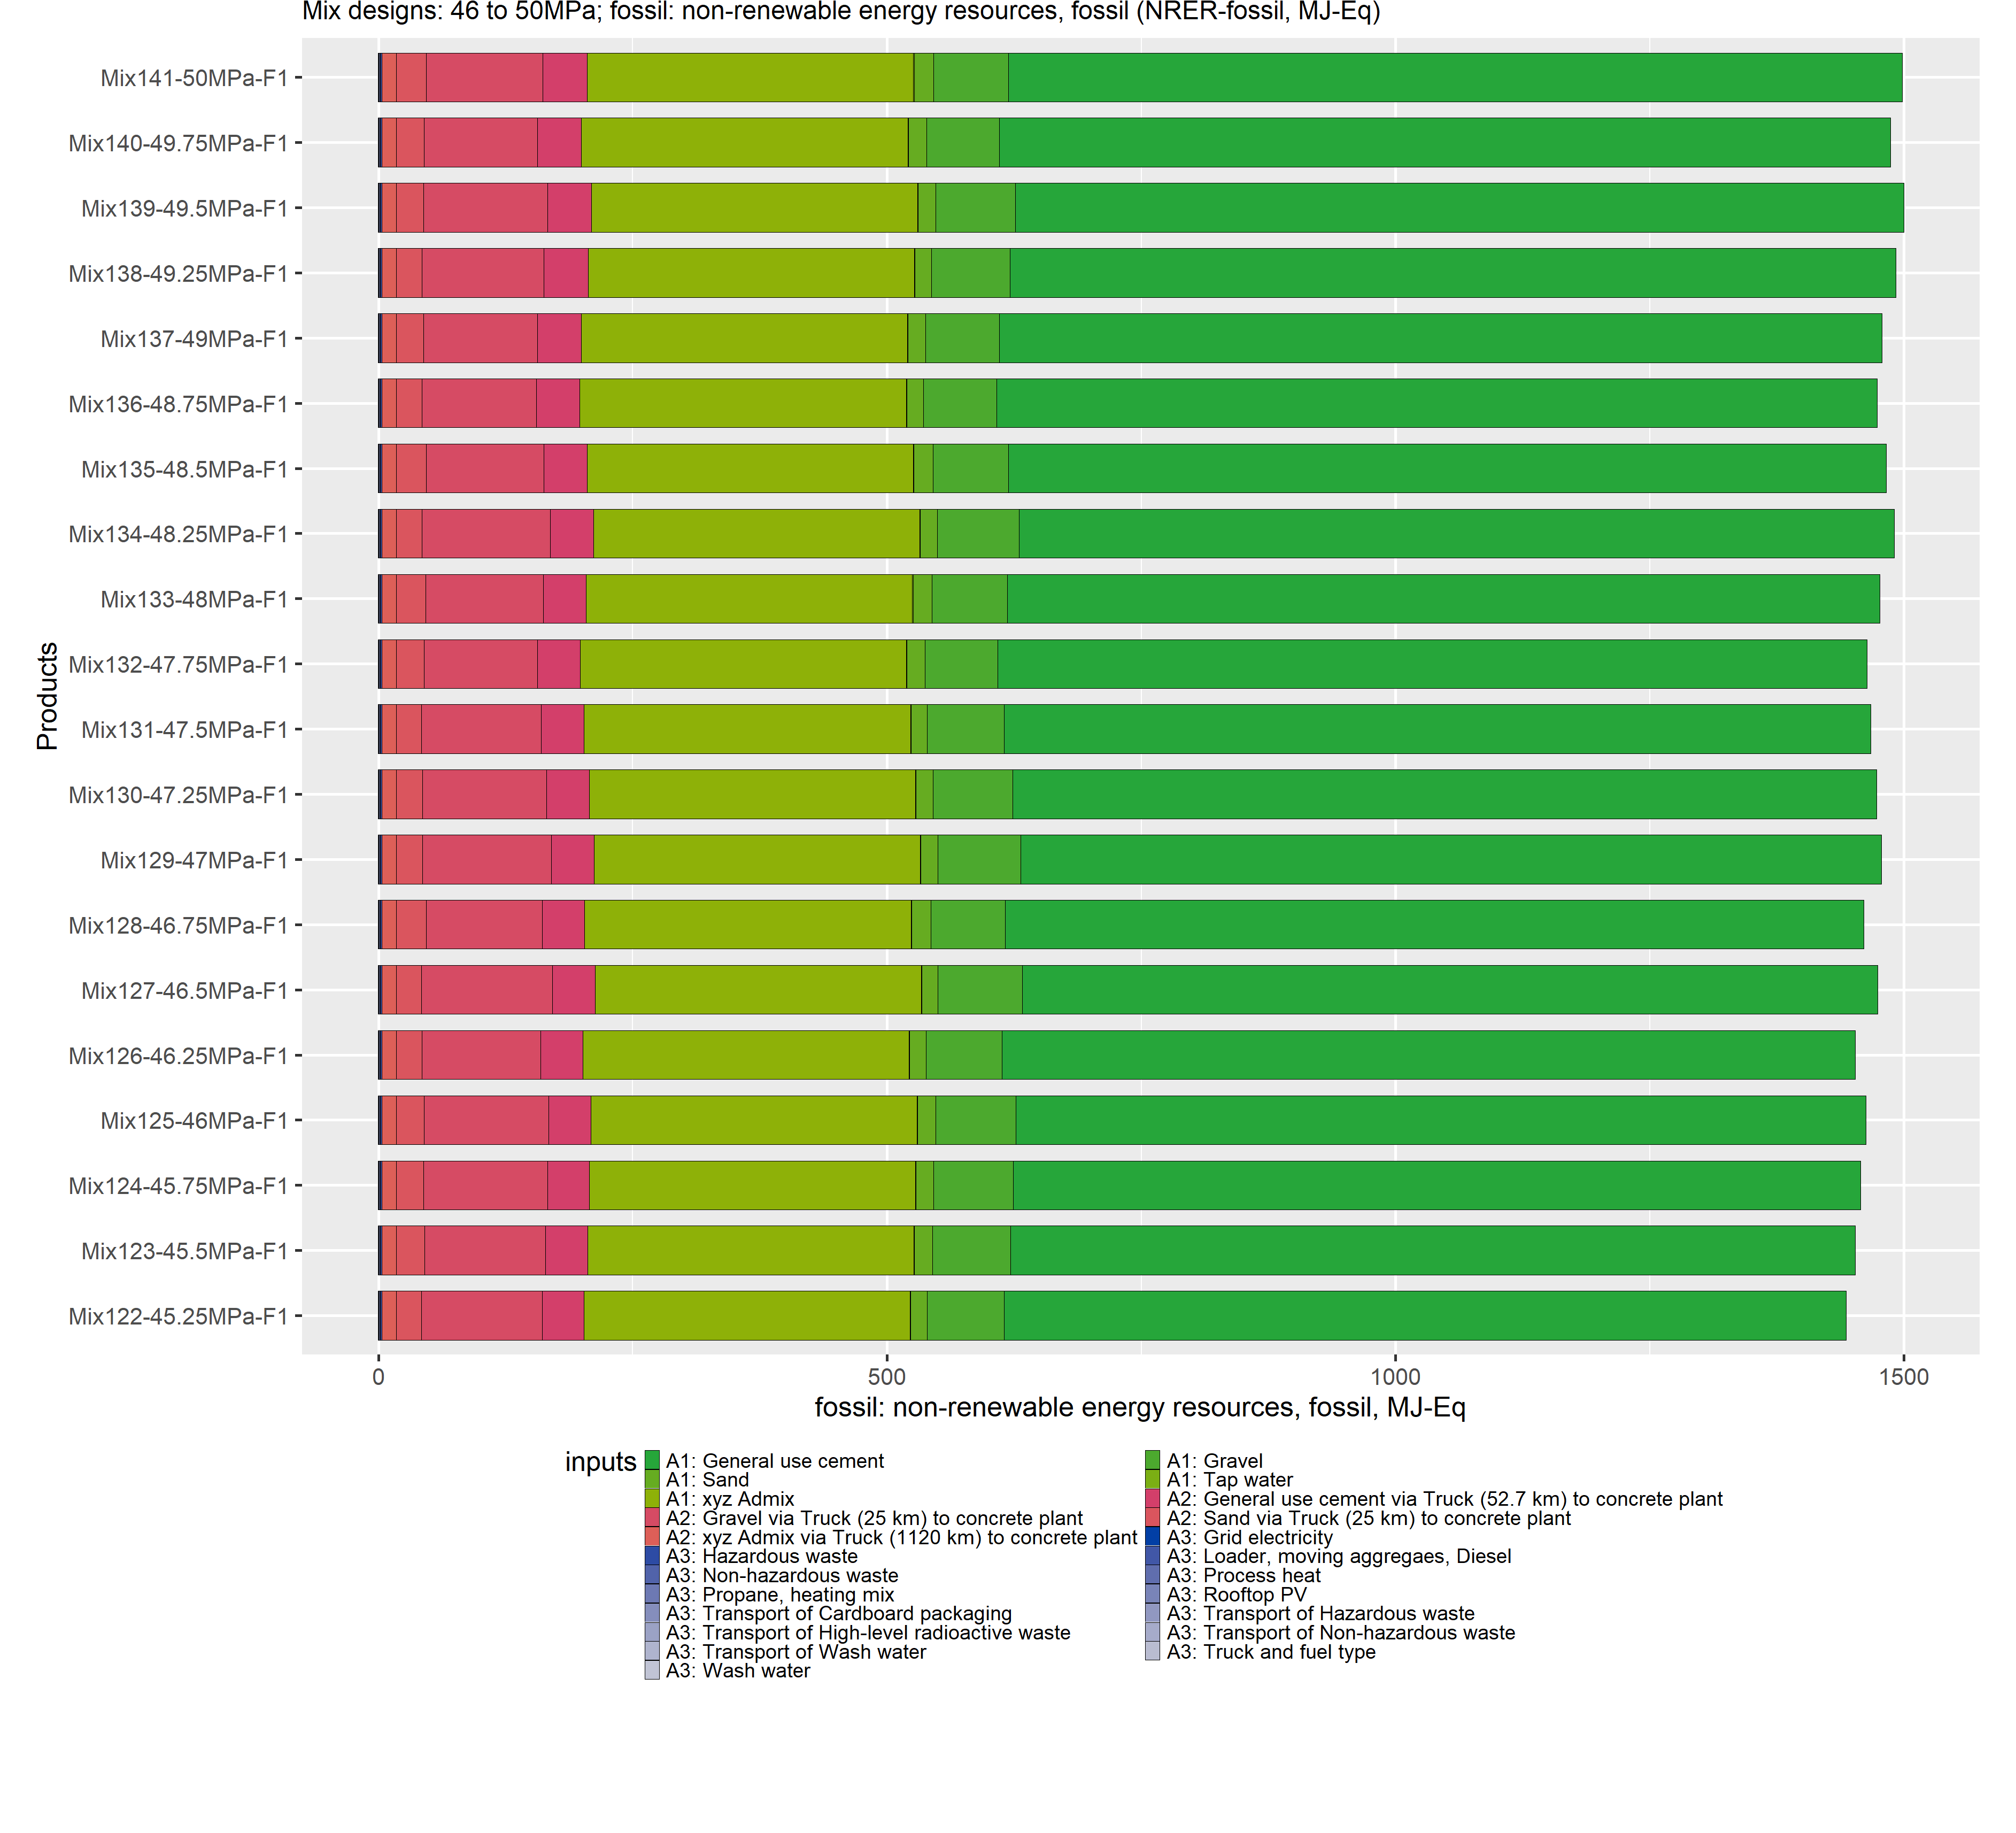 Mix designs: 46 to 50MPa; fossil: non-renewable energy resources, fossil (NRER-fossil, MJ-Eq)
Mix141-50MPa-F1
Mix140-49.75MPa-F1
Mix139-49.5MPa-F1
Mix138-49.25MPa-F1
Mix137-49MPa-F1
Mix136-48.75MPa-F1
Mix135-48.5MPa-F1
Mix134-48.25MPa-F1
Mix133-48MPa-F1
Mix132-47.75MPa-F1
Mix131-47.5MPa-F1
Mix130-47.25MPa-F1
Mix129-47MPa-F1
Mix128-46.75MPa-F1
Mix127-46.5MPa-F1
Mix126-46.25MPa-F1
Mix125-46MPa-F1
Mix124-45.75MPa-F1
Mix123-45.5MPa-F1
Mix122-45.25MPa-F1
Products
0 500 1000 1500
fossil: non-renewable energy resources, fossil, MJ-Eq
inputs
A1: General use cement A1: Gravel
A1: Sand A1: Tap water
A1: xyz Admix A2: General use cement via Truck (52.7 km) to concrete plant
A2: Gravel via Truck (25 km) to concrete plant A2: Sand via Truck (25 km) to concrete plant
A2: xyz Admix via Truck (1120 km) to concrete plant A3: Grid electricity
A3: Hazardous waste A3: Loader, moving aggregaes, Diesel
A3: Non-hazardous waste A3: Process heat
A3: Propane, heating mix A3: Rooftop PV
A3: Transport of Cardboard packaging A3: Transport of Hazardous waste
A3: Transport of High-level radioactive waste A3: Transport of Non-hazardous waste
A3: Transport of Wash water A3: Truck and fuel type
A3: Wash water